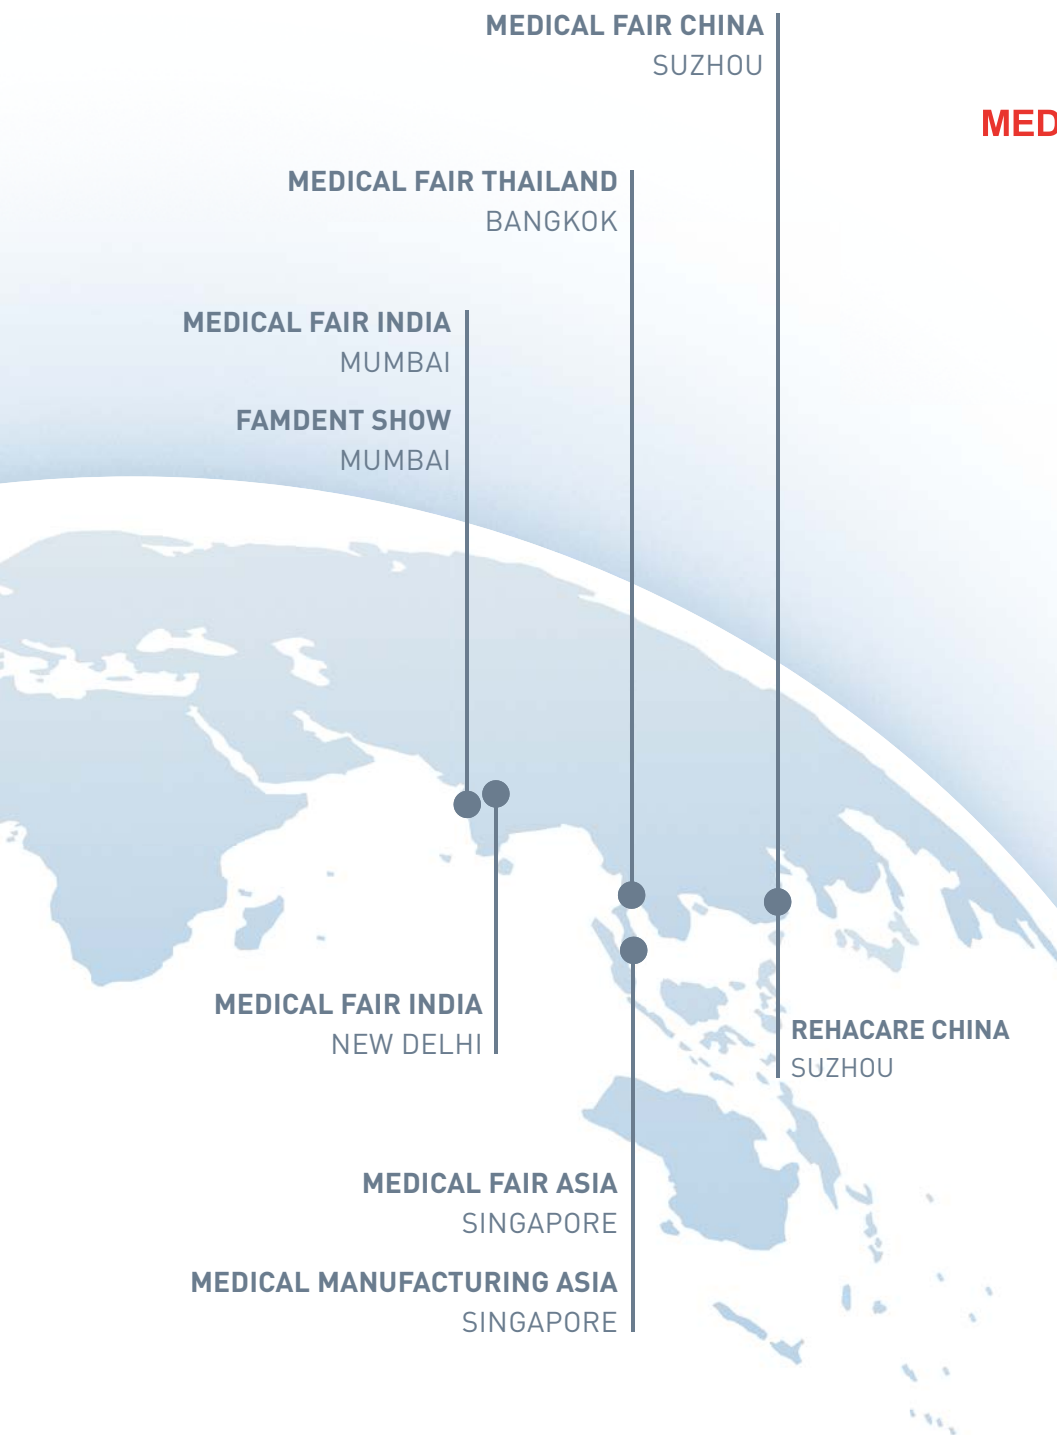 MEDICAL FAIR CHINA
SUZHOU
MED
MEDICAL FAIR THAILAND
BANGKOK
MEDICAL FAIR INDIA
MUMBAI
FAMDENT SHOW
MUMBAI
MEDICAL FAIR INDIA
NEW DELHI
REHACARE CHINA
SUZHOU
MEDICAL FAIR ASIA
SINGAPORE
MEDICAL MANUFACTURING ASIA
SINGAPORE